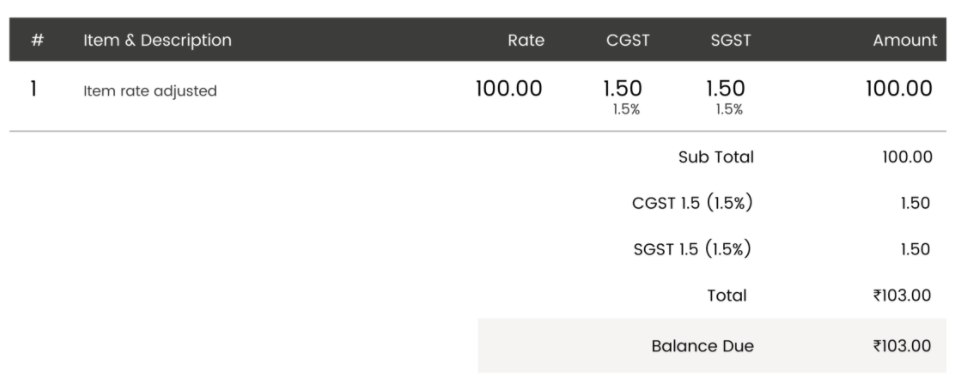 # Item & Description Rate CGST SGST Amount
1 Item rate adjusted 100.00 1.50 1.50 100.00
1.5% 1.5%
Sub Total 100.00
CGST 1.5 (1.5%) 1.50
SGST 1.5 (1.5%) 1.50
Total ₹103.00
Balance Due ₹103.00